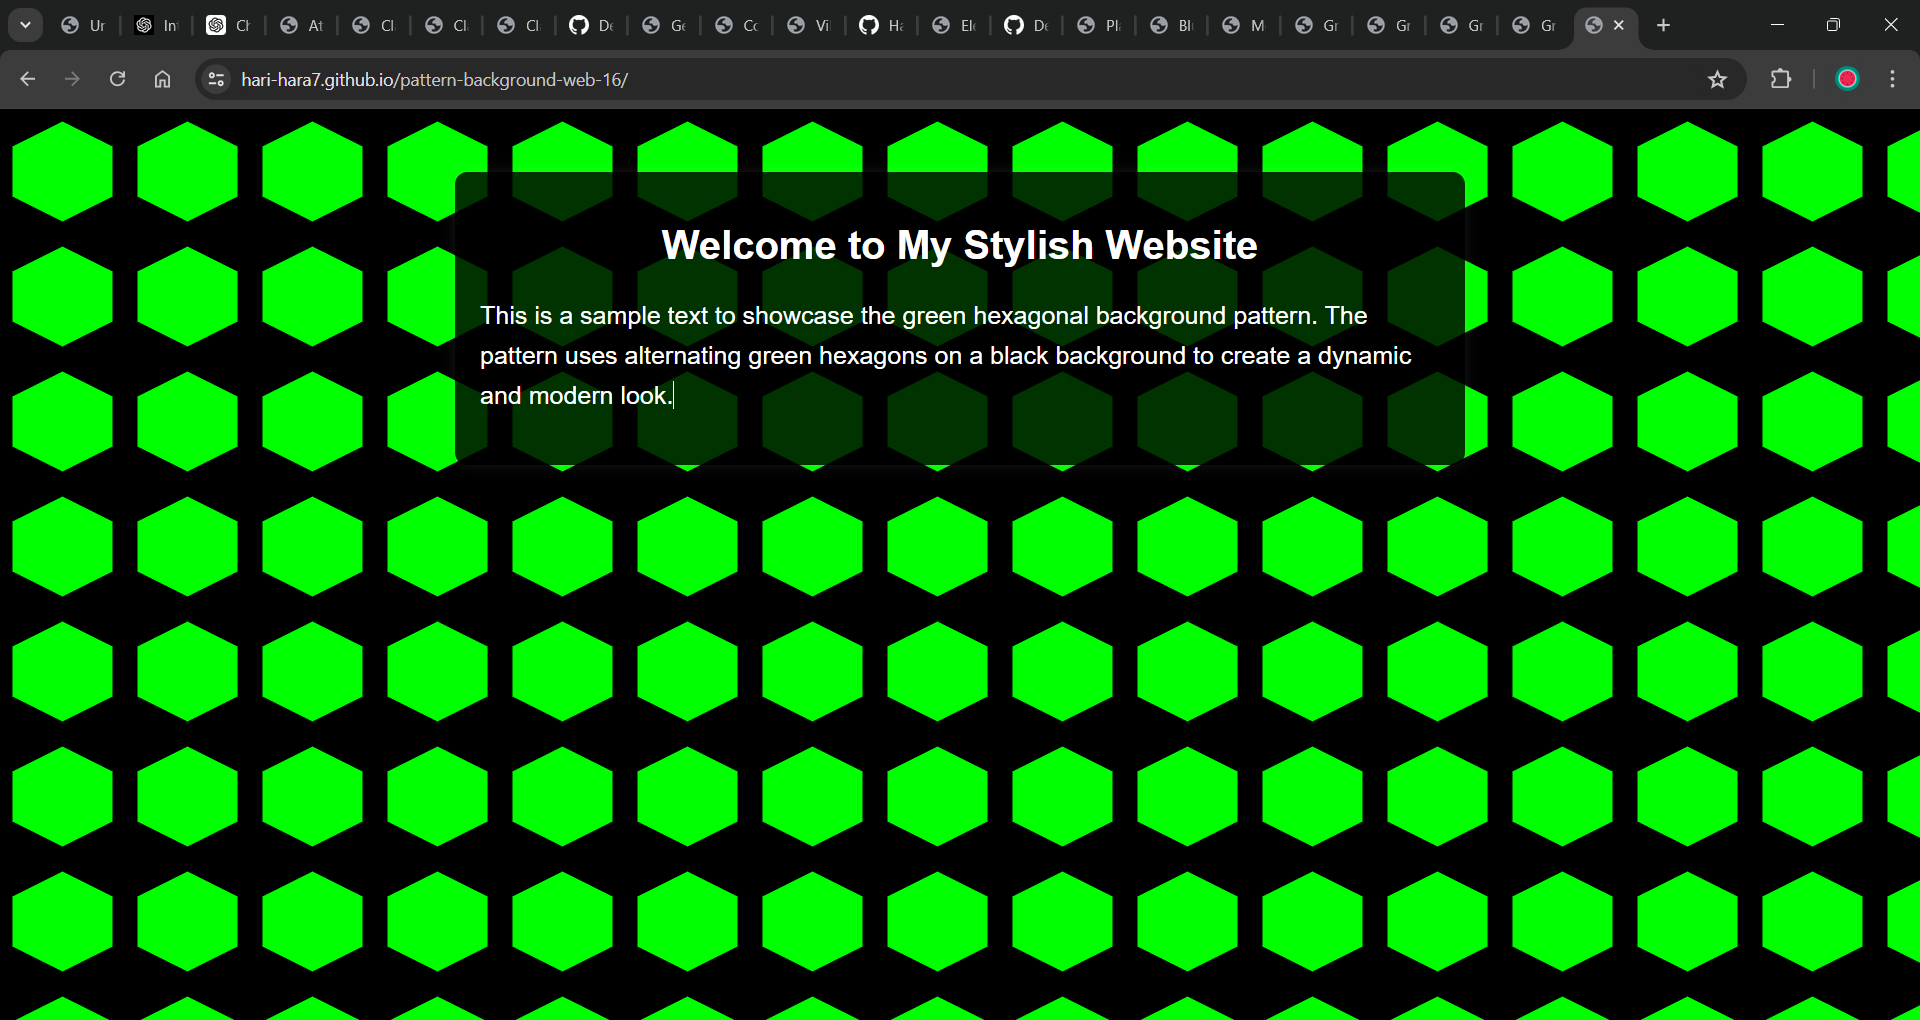 Ur
In
Ch
At
Cl
Cl
Cl
De
Ge
Co
Vi
Ha
El
De
Pl
Bl
M
Gr
Gr
Gr
Gr
hari-hara7.github.io/pattern-background-web-16/
Welcome to My Stylish Website
This is a sample text to showcase the green hexagonal background pattern. The
pattern uses alternating green hexagons on a black background to create a dynamic
and modern look.